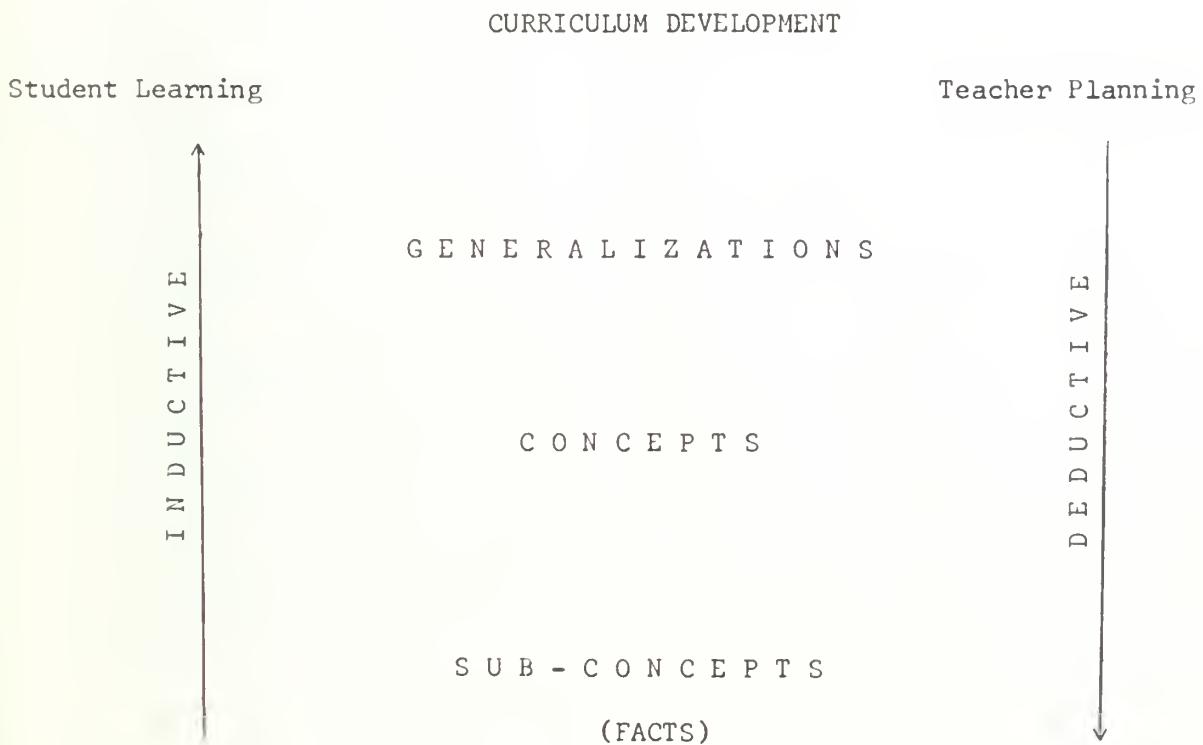 CURRICULUM DEVELOPMENT
Student Learning
Teacher Planning
INDUCTIVE
GENERALIZATIONS
CONCEPTS
SUB-CONCEPTS
(FACTS)
DEDUCTIVE